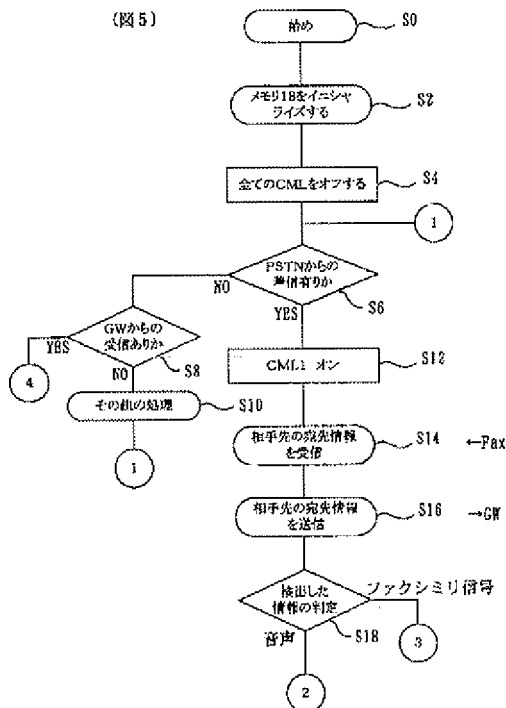 (図5)
始め
S0
メモリ18をイニシャ
ライズする
S2
全てのCMLをオフする
S4
1
PSTNからの
着信有りか
S6
NO
YES
GWからの
受信ありか
S8
YES
NO
4
その他の処理
S10
1
CML1 オン
S12
相手先の宛先情報
を受信
S14
←Fax
相手先の宛先情報
を送信
S16
→GW
検出した
情報の判定
S18
ファクシミリ信号
音声
3
2